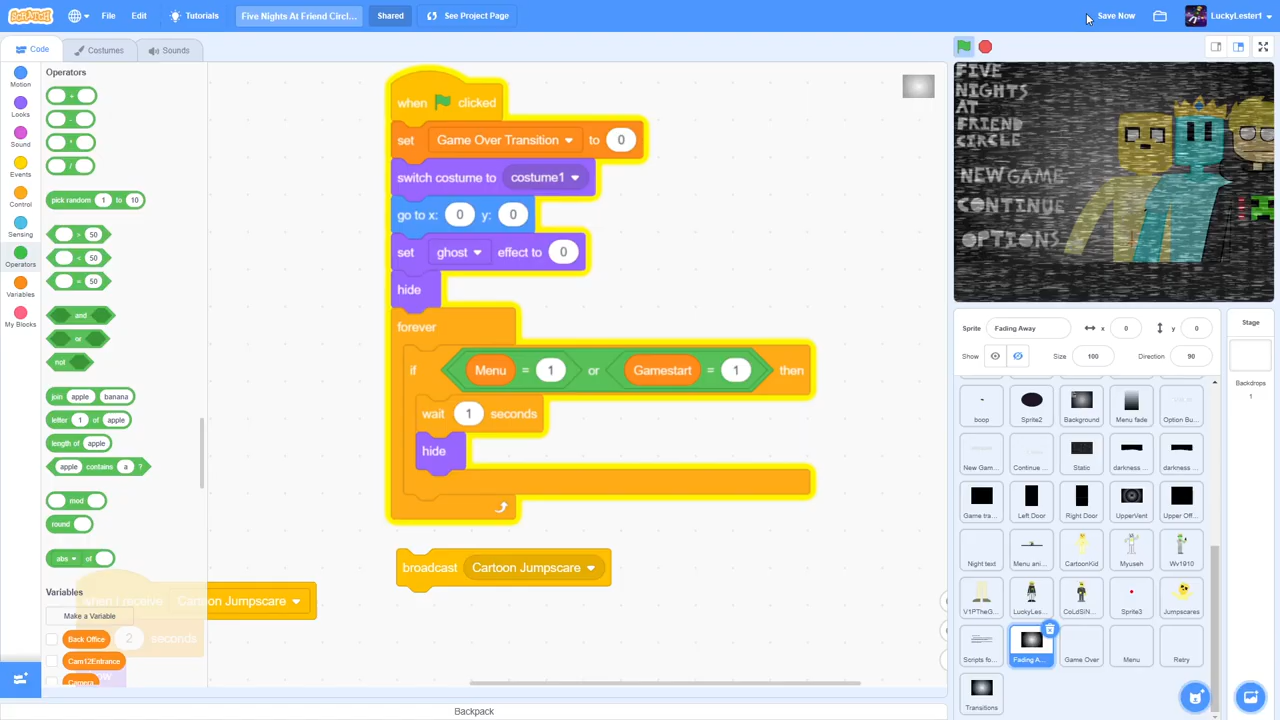 SCRATCH File Edit Tutorials Five Nights At Friend Circl... Shared See Project Page Save Now LuckyLester1
Code Costumes Sounds
Motion
Looks
Sound
Events
Control
Sensing
Operators
Variables
My Blocks
Operators
+
-
*
/
pick random 1 to 10
> 50
< 50
= 50
and
or
not
join apple banana
letter 1 of apple
length of apple
apple contains a ?
mod
round
abs of
Variables
Make a Variable
Back Office
Cam12Entrance
Camera
when I receive Cartoon Jumpscare
2 seconds
when clicked
set Game Over Transition to 0
switch costume to costume1
go to x: 0 y: 0
set ghost effect to 0
hide
forever
if Menu = 1 or Gamestart = 1 then
wait 1 seconds
hide
broadcast Cartoon Jumpscare
Backpack
FIVE
NIGHTS
AT
FRIEND
CIRCLE
NEW GAME
CONTINUE
OPTIONS
Sprite Fading Away x 0 y 0
Show Size 100 Direction 90
Stage
Backdrops
1
boop Sprite2 Background Menu fade Option Bu...
New Gam... Continue ... Static darkness ... darkness ...
Game tra... Left Door Right Door UpperVent Upper Off...
Night text Menu ani... CartoonKid Myuseh Wv1910
V1PTheG... LuckyLes... CoLdSiN... Sprite3 Jumpscares
Scripts fo... Fading A... Game Over Menu Retry
Transitions